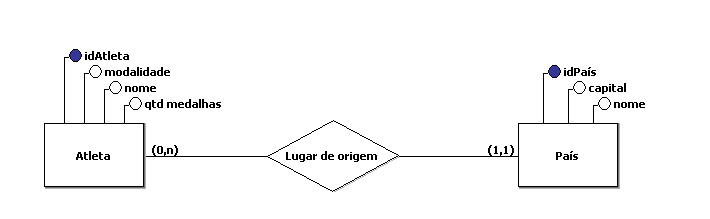 idAtleta
modalidade
nome
qtd medalhas
Atleta
(0,n)
Lugar de origem
(1,1)
idPaís
capital
nome
País